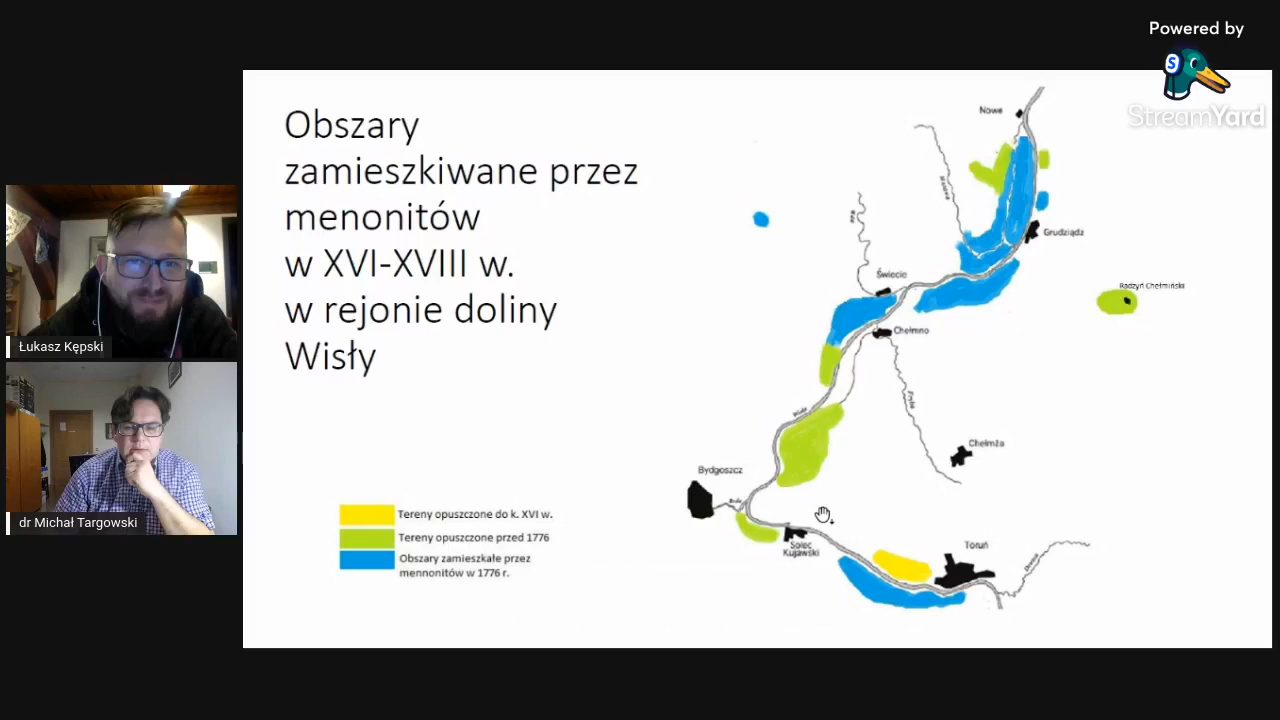 Powered by
S
StreamYard
Obszary
zamieszkiwane przez
menonitów
w XVI-XVIII w.
w rejonie doliny
Wisły
Nowe
Grudziądz
Świecie
Radzyń Chełmiński
Chełmno
Wisła
Chełmża
Bydgoszcz
Brda
Solec
Kujawski
Toruń
Tereny opuszczone do k. XVI w.
Tereny opuszczone przed 1776
Obszary zamieszkałe przez
mennonitów w 1776 r.
Łukasz Kępski
dr Michał Targowski